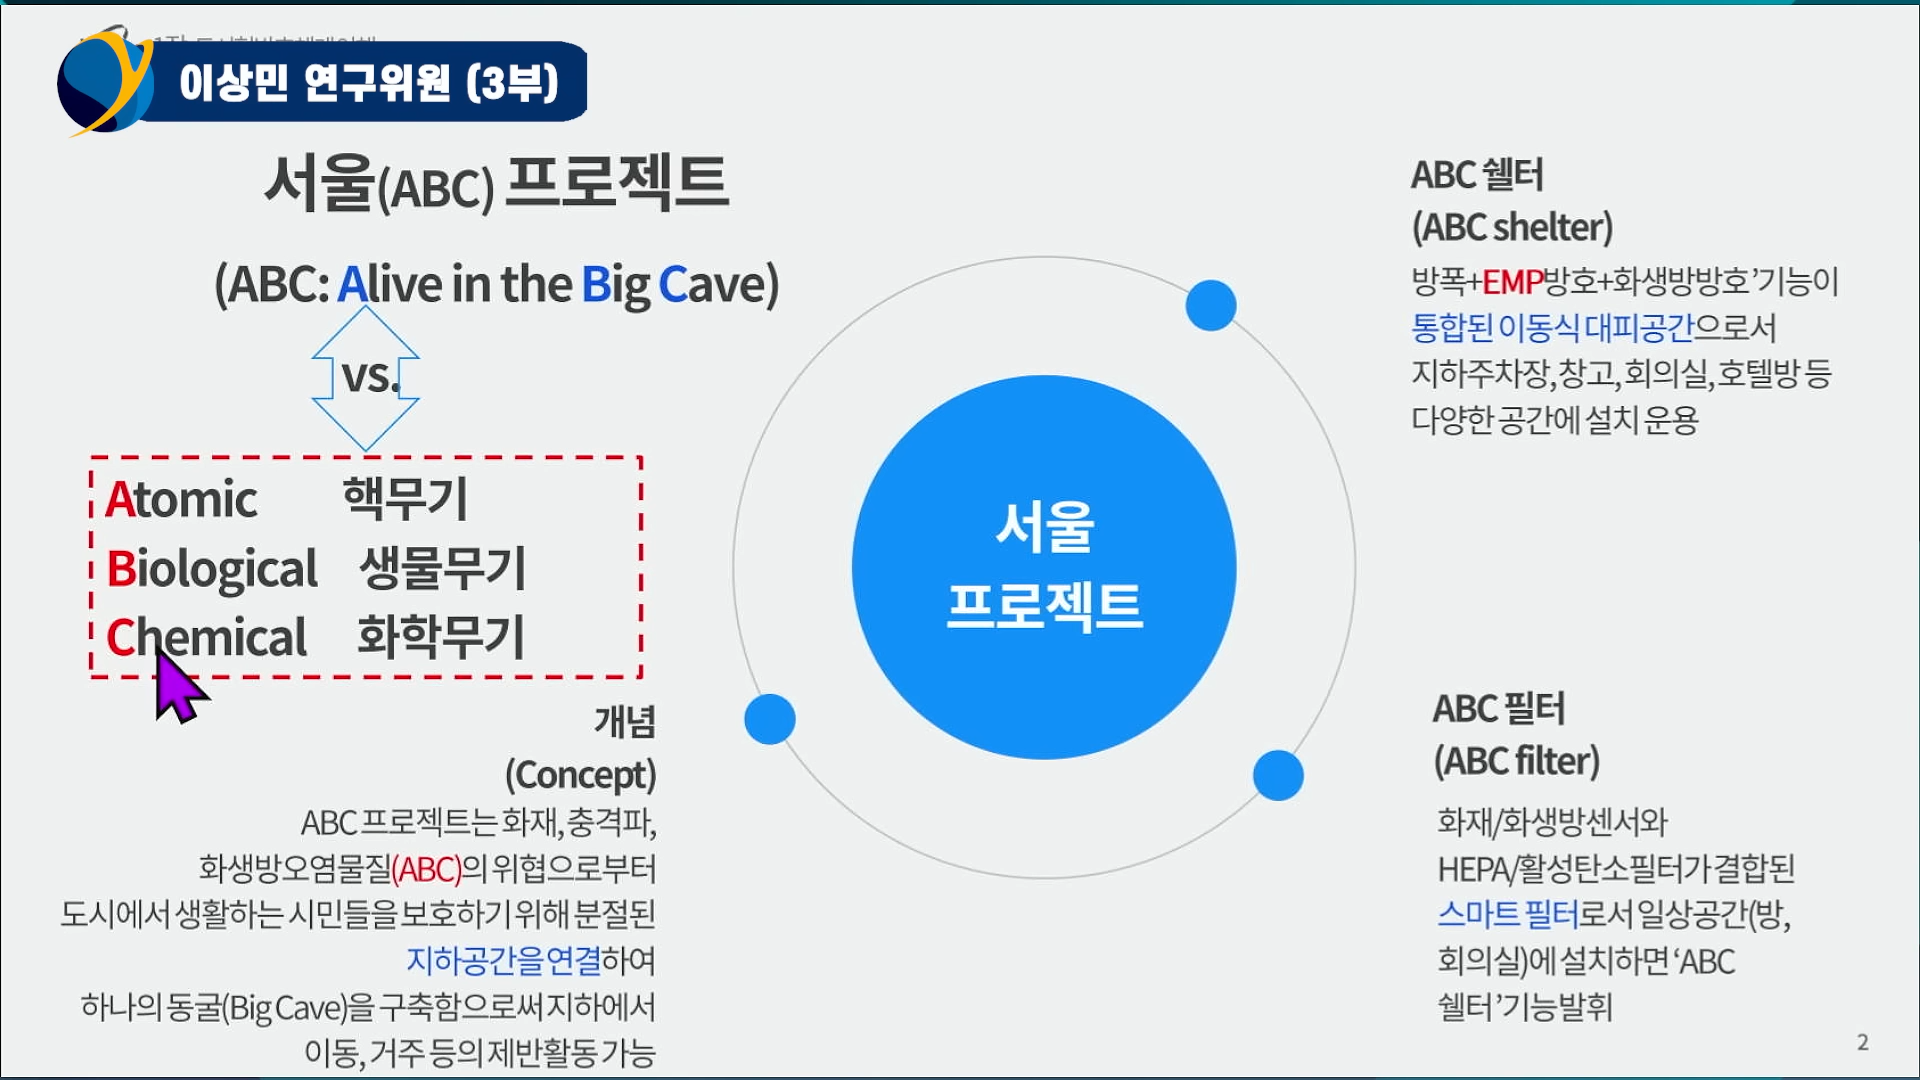 이상민 연구위원 (3부)
서울(ABC) 프로젝트
(ABC: Alive in the Big Cave)
vs.
Atomic 핵무기
Biological 생물무기
Chemical 화학무기
개념
(Concept)
ABC 프로젝트는 화재, 충격파,
화생방오염물질(ABC)의 위협으로부터
도시에서 생활하는 시민들을 보호하기 위해 분절된
지하공간을 연결하여
하나의 동굴(Big Cave)을 구축함으로써 지하에서
이동, 거주 등의 제반활동 가능
서울
프로젝트
ABC 쉘터
(ABC shelter)
방폭+EMP방호+화생방방호’기능이
통합된 이동식 대피공간으로서
지하주차장, 창고, 회의실, 호텔방 등
다양한 공간에 설치 운용
ABC 필터
(ABC filter)
화재/화생방센서와
HEPA/활성탄소필터가 결합된
스마트 필터로서 일상공간(방,
회의실)에 설치하면 ‘ABC
쉘터’기능발휘
2